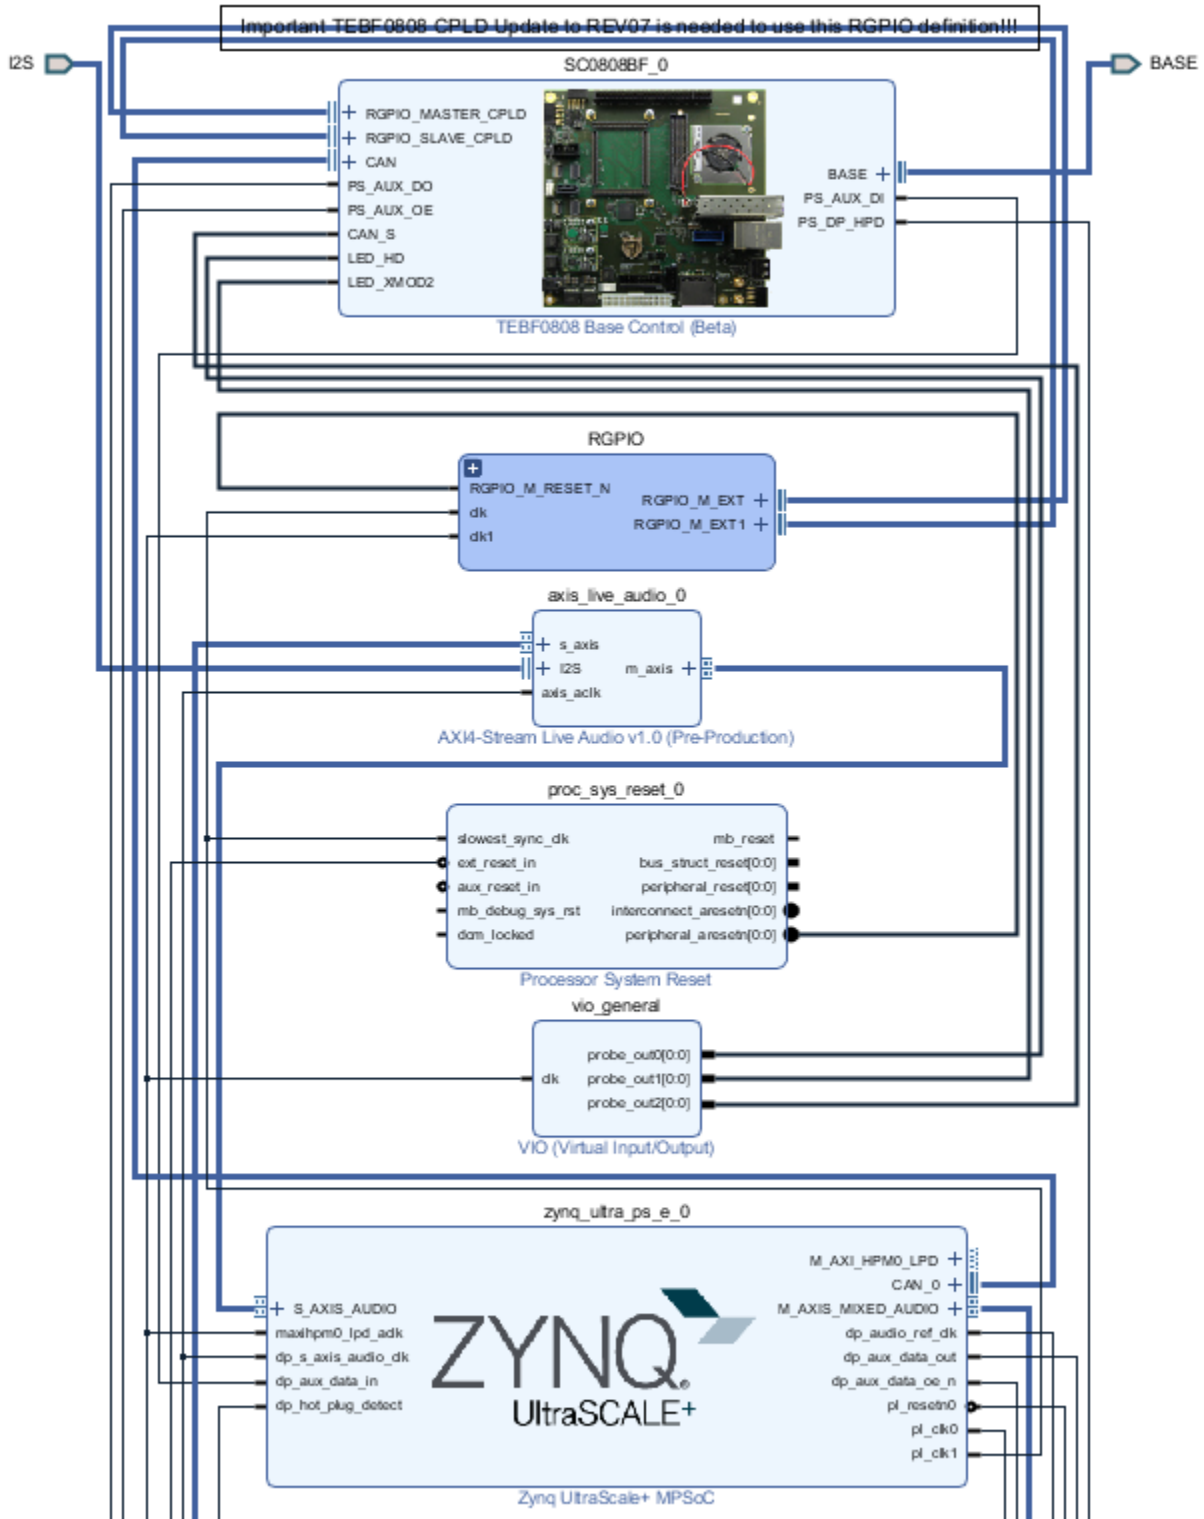 Important TEBF0808 CPLD Update to REV07 is needed to use this RGPIO definition!!!
I2S
BASE
SC0808BF_0
RGPIO_MASTER_CPLD
RGPIO_SLAVE_CPLD
CAN
PS_AUX_DO
PS_AUX_OE
CAN_S
LED_HD
LED_XMOD2
BASE
PS_AUX_DI
PS_DP_HPD
TEBF0808 Base Control (Beta)
RGPIO
RGPIO_M_RESET_N
clk
clk1
RGPIO_M_EXT
RGPIO_M_EXT1
axis_live_audio_0
s_axis
I2S
axis_aclk
m_axis
AXI4-Stream Live Audio v1.0 (Pre-Production)
proc_sys_reset_0
slowest_sync_clk
ext_reset_in
aux_reset_in
mb_debug_sys_rst
dcm_locked
mb_reset
bus_struct_reset[0:0]
peripheral_reset[0:0]
interconnect_aresetn[0:0]
peripheral_aresetn[0:0]
Processor System Reset
vio_general
clk
probe_out0[0:0]
probe_out1[0:0]
probe_out2[0:0]
VIO (Virtual Input/Output)
zynq_ultra_ps_e_0
S_AXIS_AUDIO
maxihpm0_lpd_aclk
dp_s_axis_audio_clk
dp_aux_data_in
dp_hot_plug_detect
ZYNQ
UltraSCALE+
M_AXI_HPM0_LPD
CAN_0
M_AXIS_MIXED_AUDIO
dp_audio_ref_clk
dp_aux_data_out
dp_aux_data_oe_n
pl_resetn0
pl_clk0
pl_clk1
Zynq UltraScale+ MPSoC